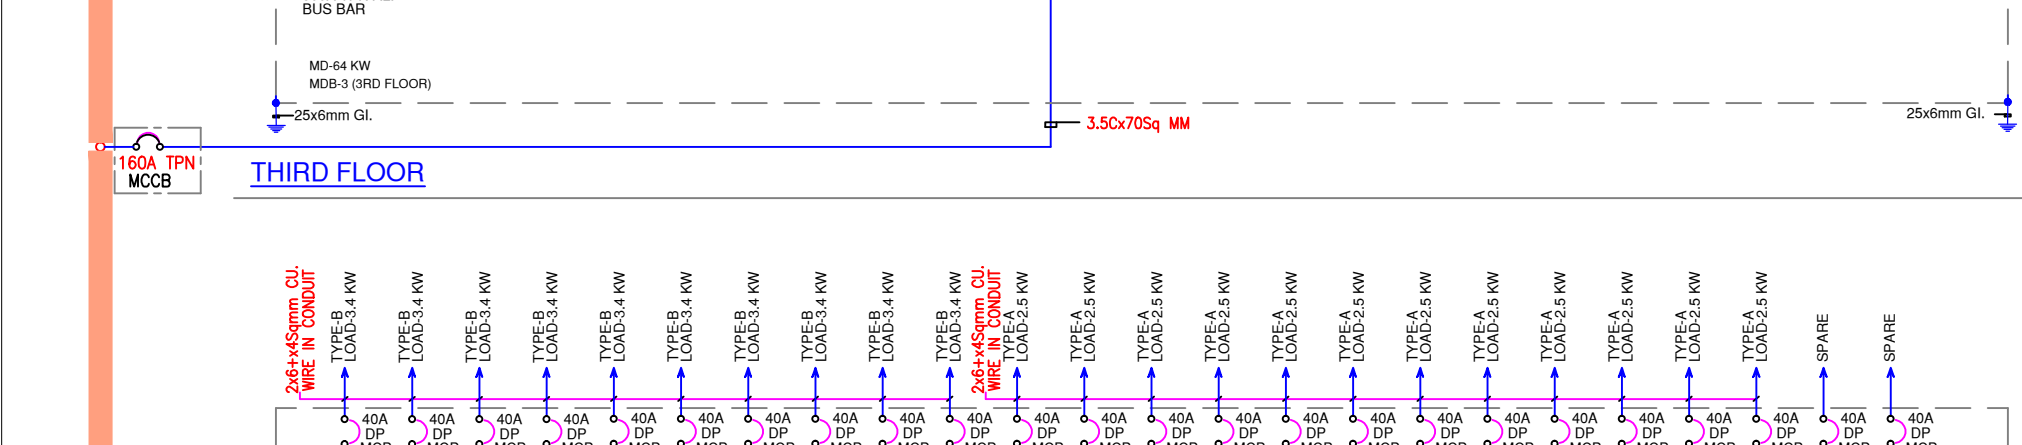 BUS BAR
MD-64 KW
MDB-3 (3RD FLOOR)
25x6mm GI.
25x6mm GI.
3.5Cx70Sq MM
160A TPN
MCCB
THIRD FLOOR
2x6+x4Sqmm CU.
WIRE IN CONDUIT
TYPE-B
LOAD-3.4 KW
TYPE-B
LOAD-3.4 KW
TYPE-B
LOAD-3.4 KW
TYPE-B
LOAD-3.4 KW
TYPE-B
LOAD-3.4 KW
TYPE-B
LOAD-3.4 KW
TYPE-B
LOAD-3.4 KW
TYPE-B
LOAD-3.4 KW
TYPE-B
LOAD-3.4 KW
TYPE-B
LOAD-3.4 KW
2x6+x4Sqmm CU.
WIRE IN CONDUIT
TYPE-A
LOAD-2.5 KW
TYPE-A
LOAD-2.5 KW
TYPE-A
LOAD-2.5 KW
TYPE-A
LOAD-2.5 KW
TYPE-A
LOAD-2.5 KW
TYPE-A
LOAD-2.5 KW
TYPE-A
LOAD-2.5 KW
TYPE-A
LOAD-2.5 KW
TYPE-A
LOAD-2.5 KW
TYPE-A
LOAD-2.5 KW
TYPE-A
LOAD-2.5 KW
TYPE-A
LOAD-2.5 KW
SPARE
SPARE
40A 40A 40A 40A 40A 40A 40A 40A 40A 40A 40A 40A 40A 40A 40A 40A 40A 40A 40A 40A 40A 40A 40A 40A
DP DP DP DP DP DP DP DP DP DP DP DP DP DP DP DP DP DP DP DP DP DP DP DP